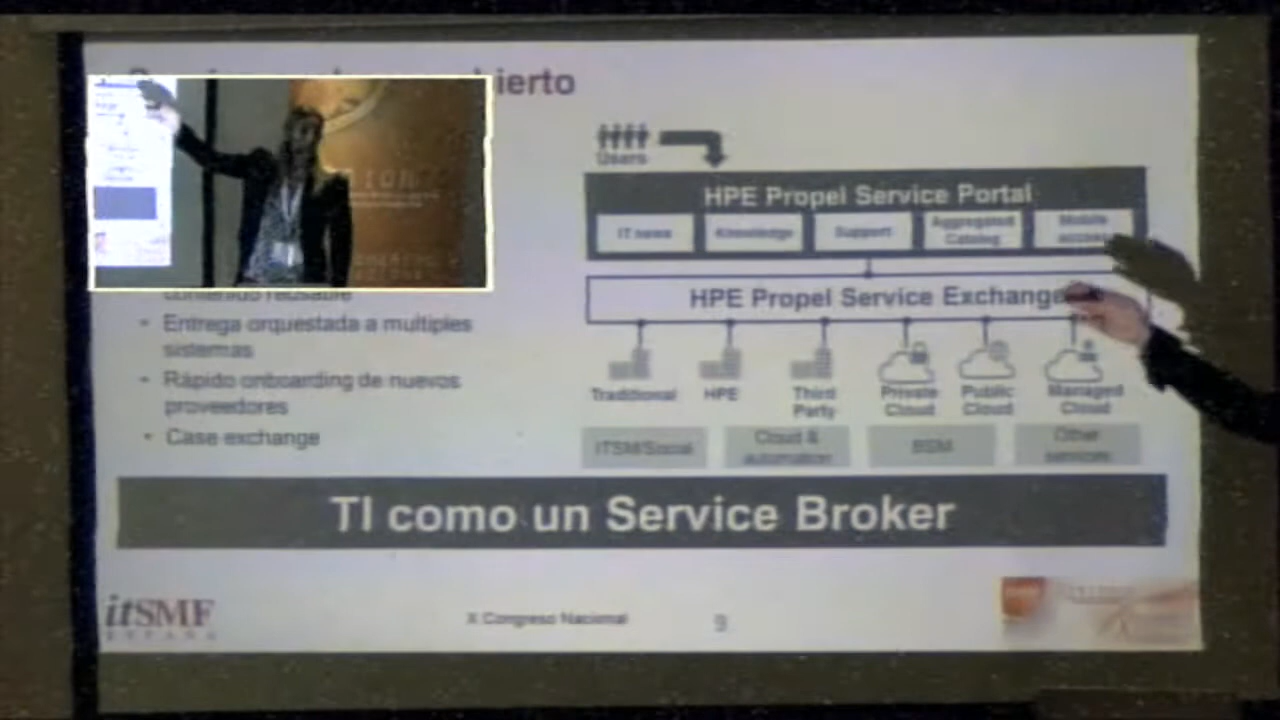 ierto
Users
HPE Propel Service Portal
IT news
Knowledge
Support
Aggregated
Catalog
Mobile
access
HPE Propel Service Exchange
contenido reusable
• Entrega orquestada a multiples
sistemas
• Rápido onboarding de nuevos
proveedores
• Case exchange
Traditional
HPE
Third
Party
Private
Cloud
Public
Cloud
Managed
Cloud
ITSM/Social
Cloud &
automation
BSM
Other
services
TI como un Service Broker
itSMF
ESPAÑA
X Congreso Nacional
9